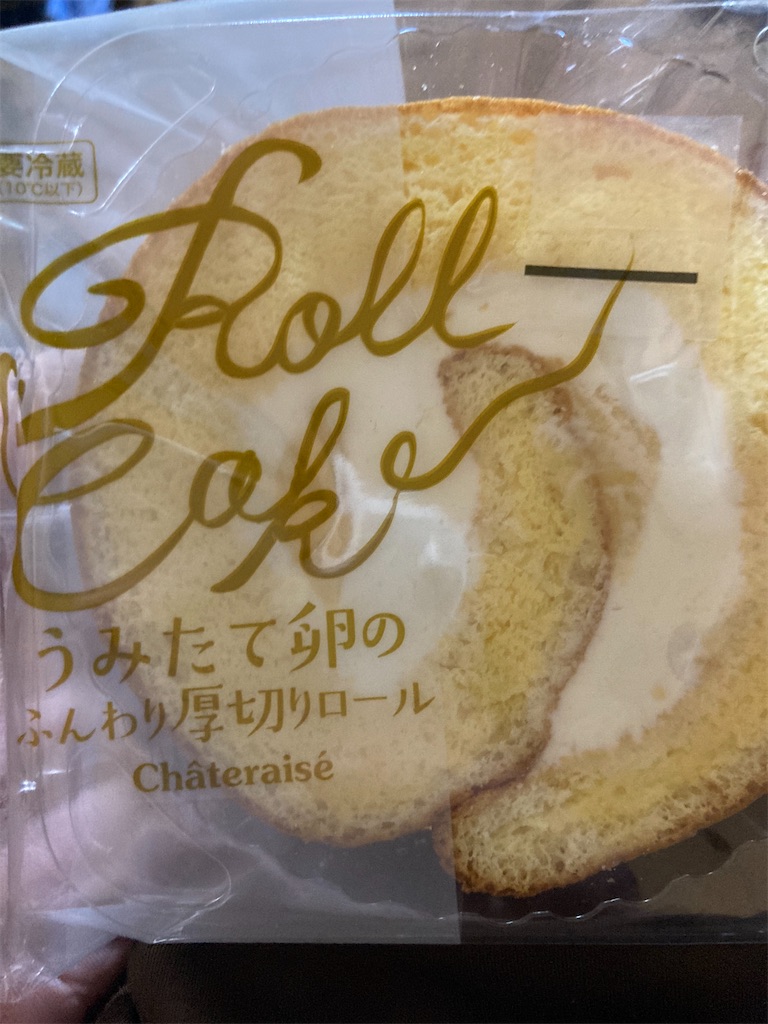 要冷蔵
(10℃以下)
Roll
Cake
うみたて卵の
ふんわり厚切りロール
Châteraisé